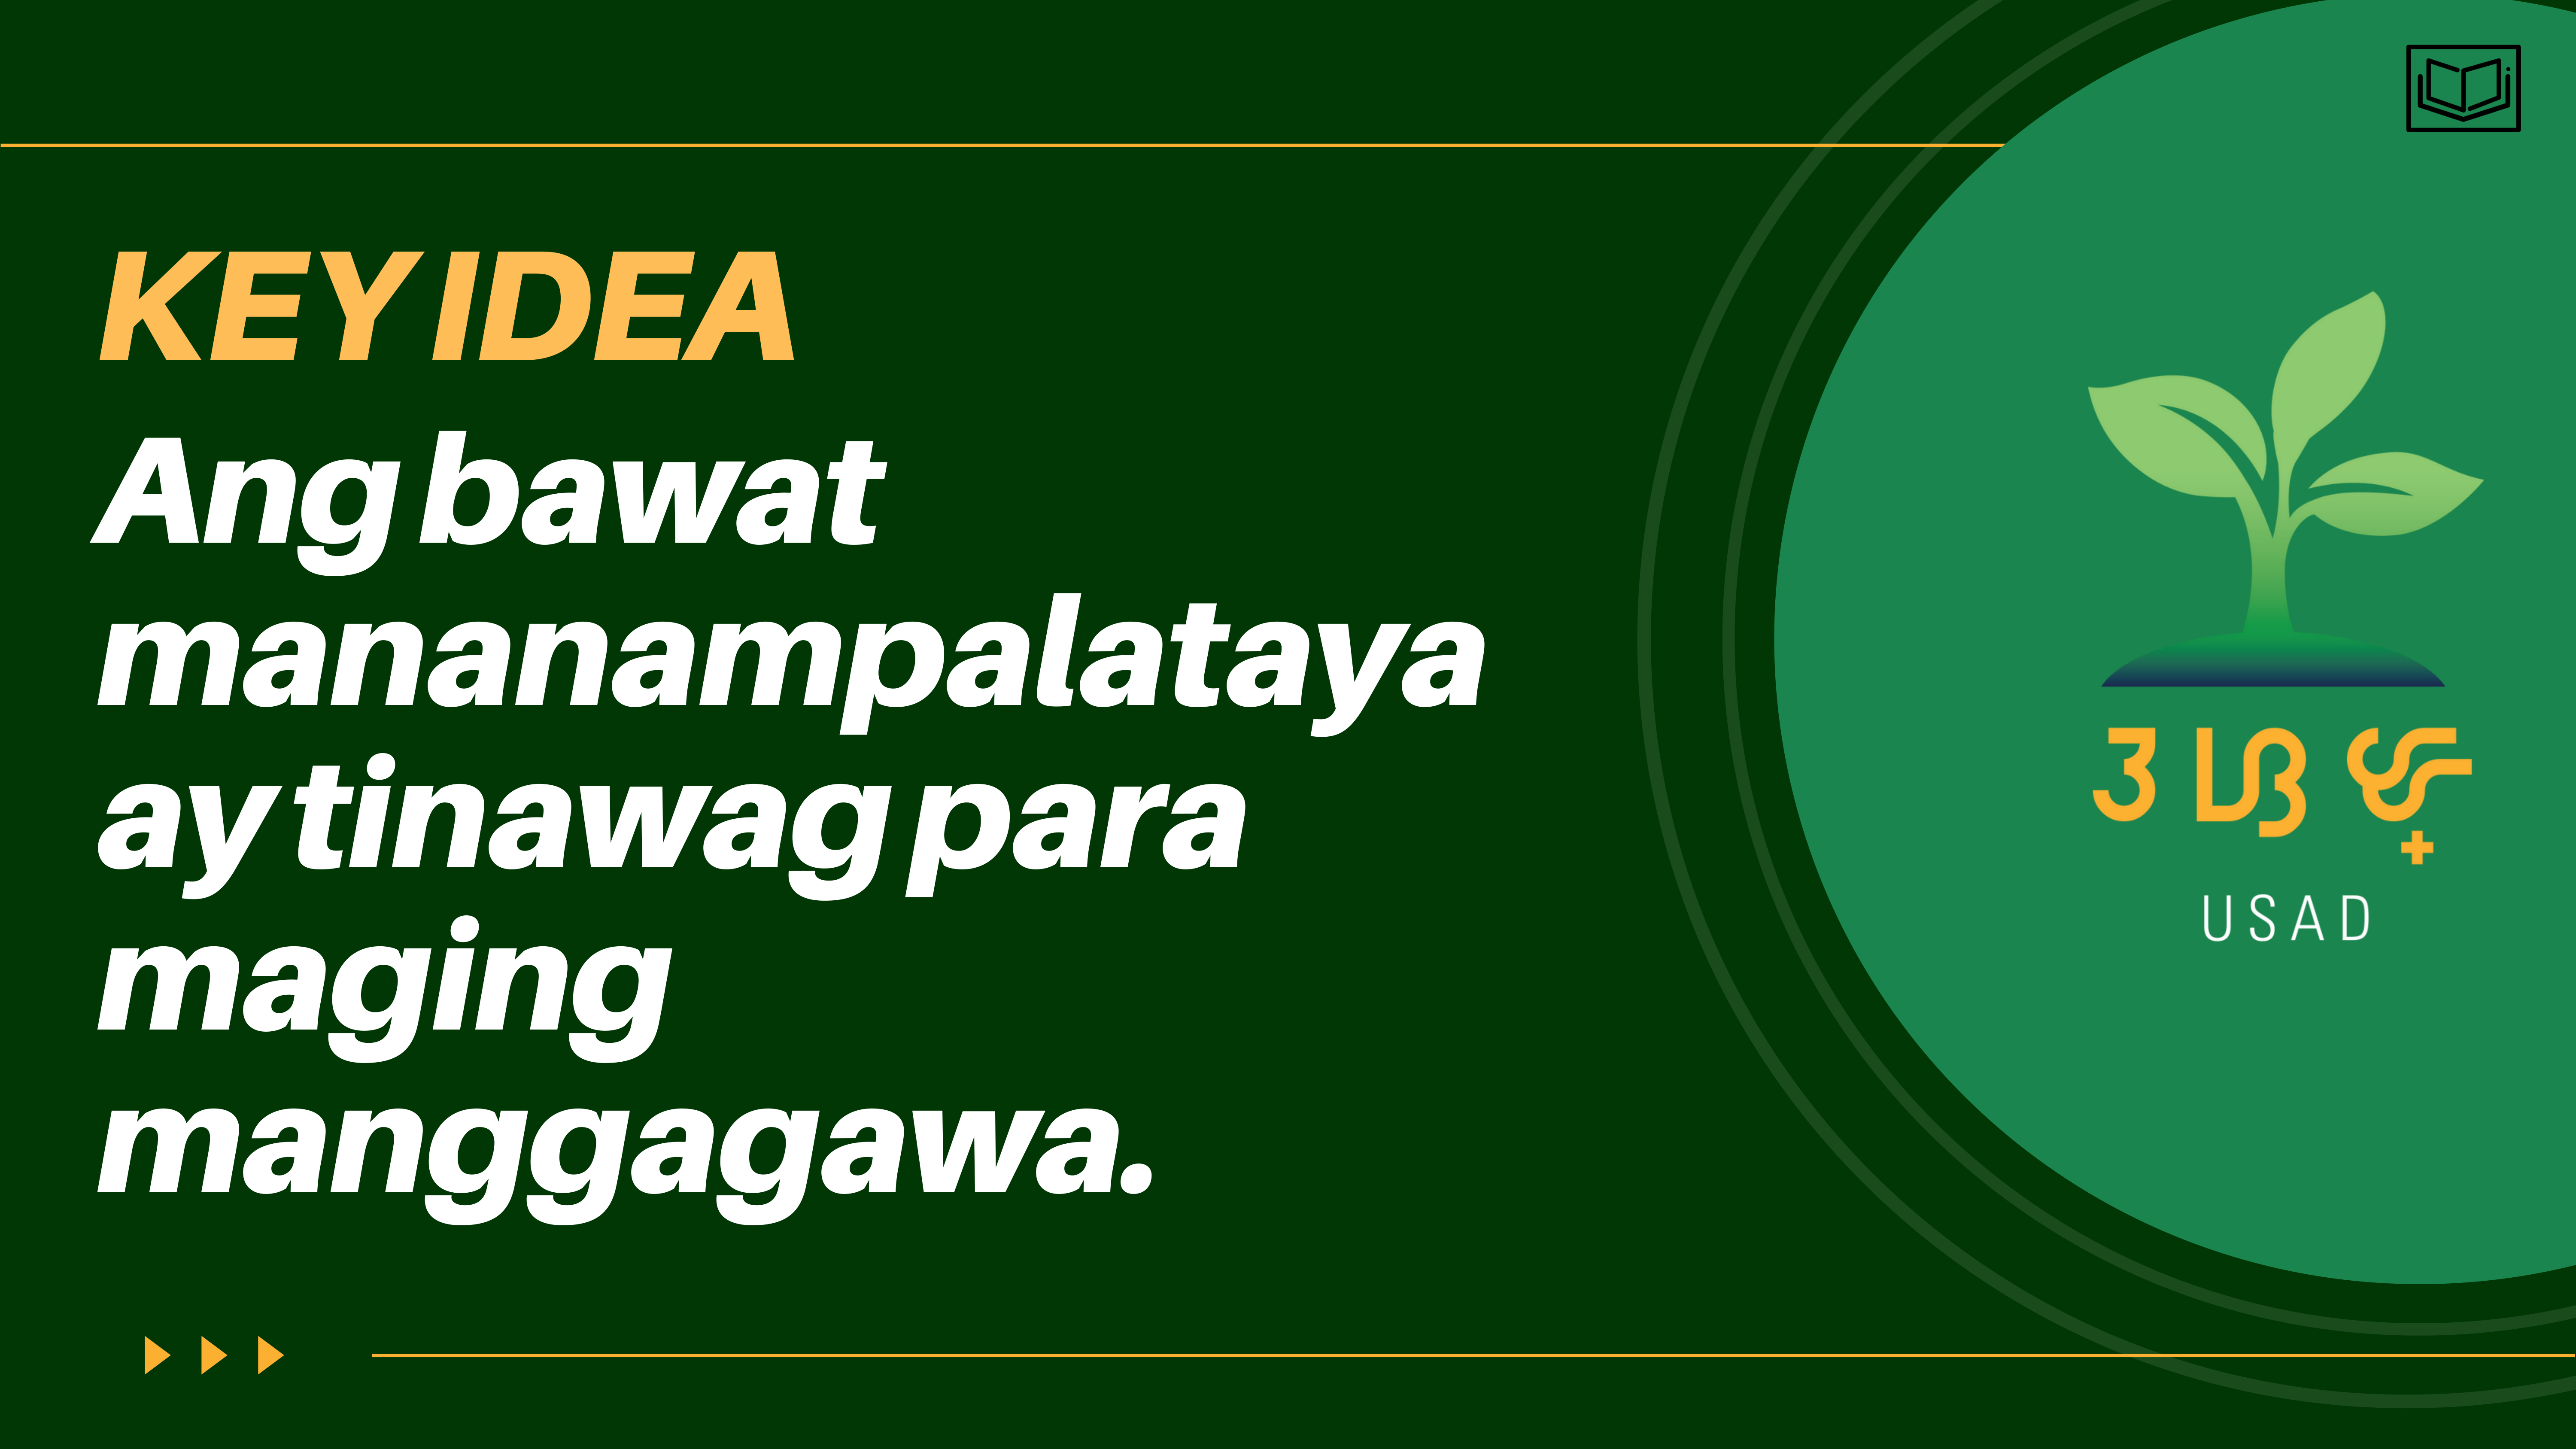 KEY IDEA
Ang bawat
mananampalataya
ay tinawag para
maging
manggagawa.
ᜂ ᜐ ᜇ᜔
USAD